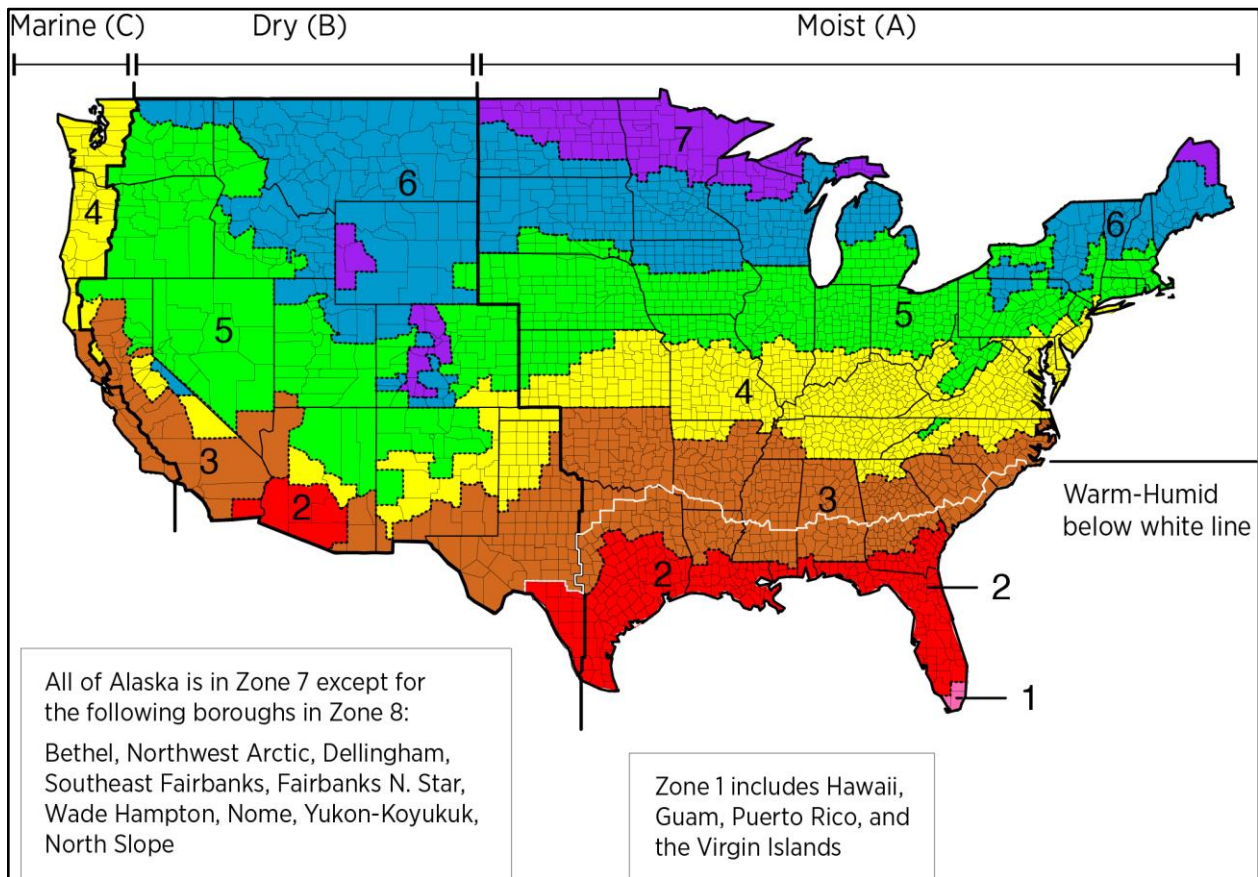 Marine (C)
Dry (B)
Moist (A)
7
6
4
6
5
5
4
3
3
2
Warm-Humid
below white line
2
2
1
All of Alaska is in Zone 7 except for
the following boroughs in Zone 8:
Bethel, Northwest Arctic, Dellingham,
Southeast Fairbanks, Fairbanks N. Star,
Wade Hampton, Nome, Yukon-Koyukuk,
North Slope
Zone 1 includes Hawaii,
Guam, Puerto Rico, and
the Virgin Islands